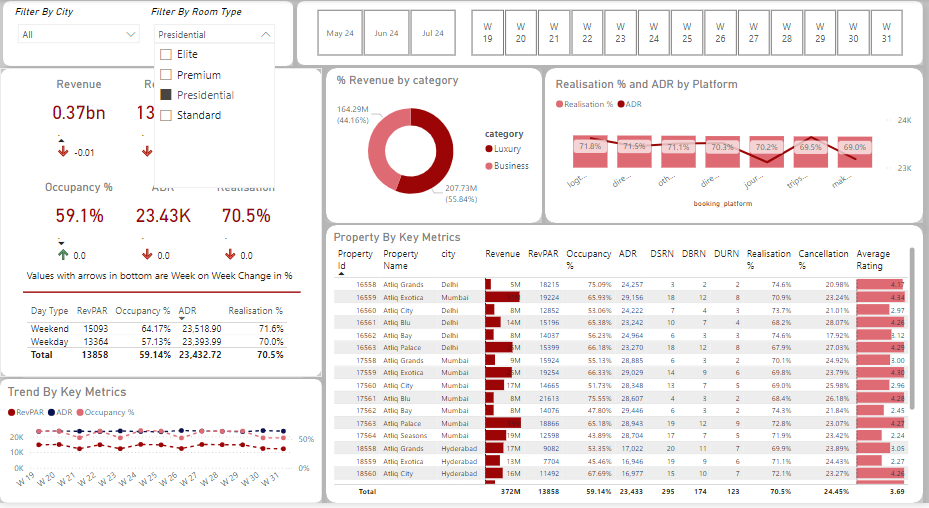 Filter By City
All
Filter By Room Type
Presidential
Elite
Premium
Presidential
Standard
May 24 Jun 24 Jul 24
W 19 W 20 W 21 W 22 W 23 W 24 W 25 W 26 W 27 W 28 W 29 W 30 W 31
Revenue
0.37bn
-0.01
Occupancy % ADR Realisation
59.1% 23.43K 70.5%
0.0 0.0 0.0
Values with arrows in bottom are Week on Week Change in %
Day Type RevPAR Occupancy % ADR Realisation %
Weekend 15093 64.17% 23,518.90 71.6%
Weekday 13364 57.13% 23,393.99 70.0%
Total 13858 59.14% 23,432.72 70.5%
Trend By Key Metrics
RevPAR ADR Occupancy %
20K
10K
0K
50%
0%
W 19 W 20 W 21 W 22 W 23 W 24 W 25 W 26 W 27 W 28 W 29 W 30 W 31
% Revenue by category
164.29M
(44.16%)
category
Luxury
Business
207.73M
(55.84%)
Realisation % and ADR by Platform
Realisation % ADR
24K
23K
71.8% 71.5% 71.1% 70.3% 70.2% 69.5% 69.0%
logt... dire... oth... dire... jour... trips... mak...
booking_platform
Property By Key Metrics
Property Id Property Name city Revenue RevPAR Occupancy % ADR DSRN DBRN DURN Realisation % Cancellation % Average Rating
16558 Atliq Grands Delhi 5M 18215 75.09% 24,257 3 2 2 74.6% 20.98% 4.17
16559 Atliq Exotica Mumbai 19224 65.93% 29,156 18 12 8 70.9% 23.24% 4.34
16560 Atliq City Delhi 8M 12852 53.06% 24,222 7 4 3 73.7% 21.01% 2.97
16561 Atliq Blu Delhi 14M 15196 65.38% 23,242 10 7 4 68.2% 28.07% 4.26
16562 Atliq Bay Delhi 8M 14037 56.23% 24,964 6 3 3 74.6% 17.92% 3.12
16563 Atliq Palace Delhi 15399 66.18% 23,270 18 12 8 67.9% 27.03% 4.29
17558 Atliq Grands Mumbai 9M 15924 55.13% 28,885 6 3 2 70.4% 24.92% 3.00
17559 Atliq Exotica Mumbai 19254 66.33% 29,029 14 9 6 69.8% 23.79% 4.30
17560 Atliq City Mumbai 17M 14665 51.73% 28,348 13 7 5 69.0% 25.98% 2.96
17561 Atliq Blu Mumbai 8M 21613 75.55% 28,607 4 3 2 68.4% 26.18% 4.28
17562 Atliq Bay Mumbai 8M 14076 47.80% 29,446 6 3 2 74.3% 21.84% 2.45
17563 Atliq Palace Mumbai 18866 65.18% 28,943 19 12 9 72.8% 23.07% 4.27
17564 Atliq Seasons Mumbai 19M 12598 43.89% 28,704 17 7 5 71.9% 23.42% 2.24
18558 Atliq Grands Hyderabad 17M 9082 53.35% 17,022 20 11 7 69.9% 23.89% 3.05
18559 Atliq Exotica Hyderabad 13M 7704 45.46% 16,946 19 9 6 71.1% 24.43% 2.27
18560 Atliq City Hyderabad 16M 11492 67.69% 16,977 15 10 7 72.1% 23.27% 4.26
Total 372M 13858 59.14% 23,433 295 174 123 70.5% 24.45% 3.69